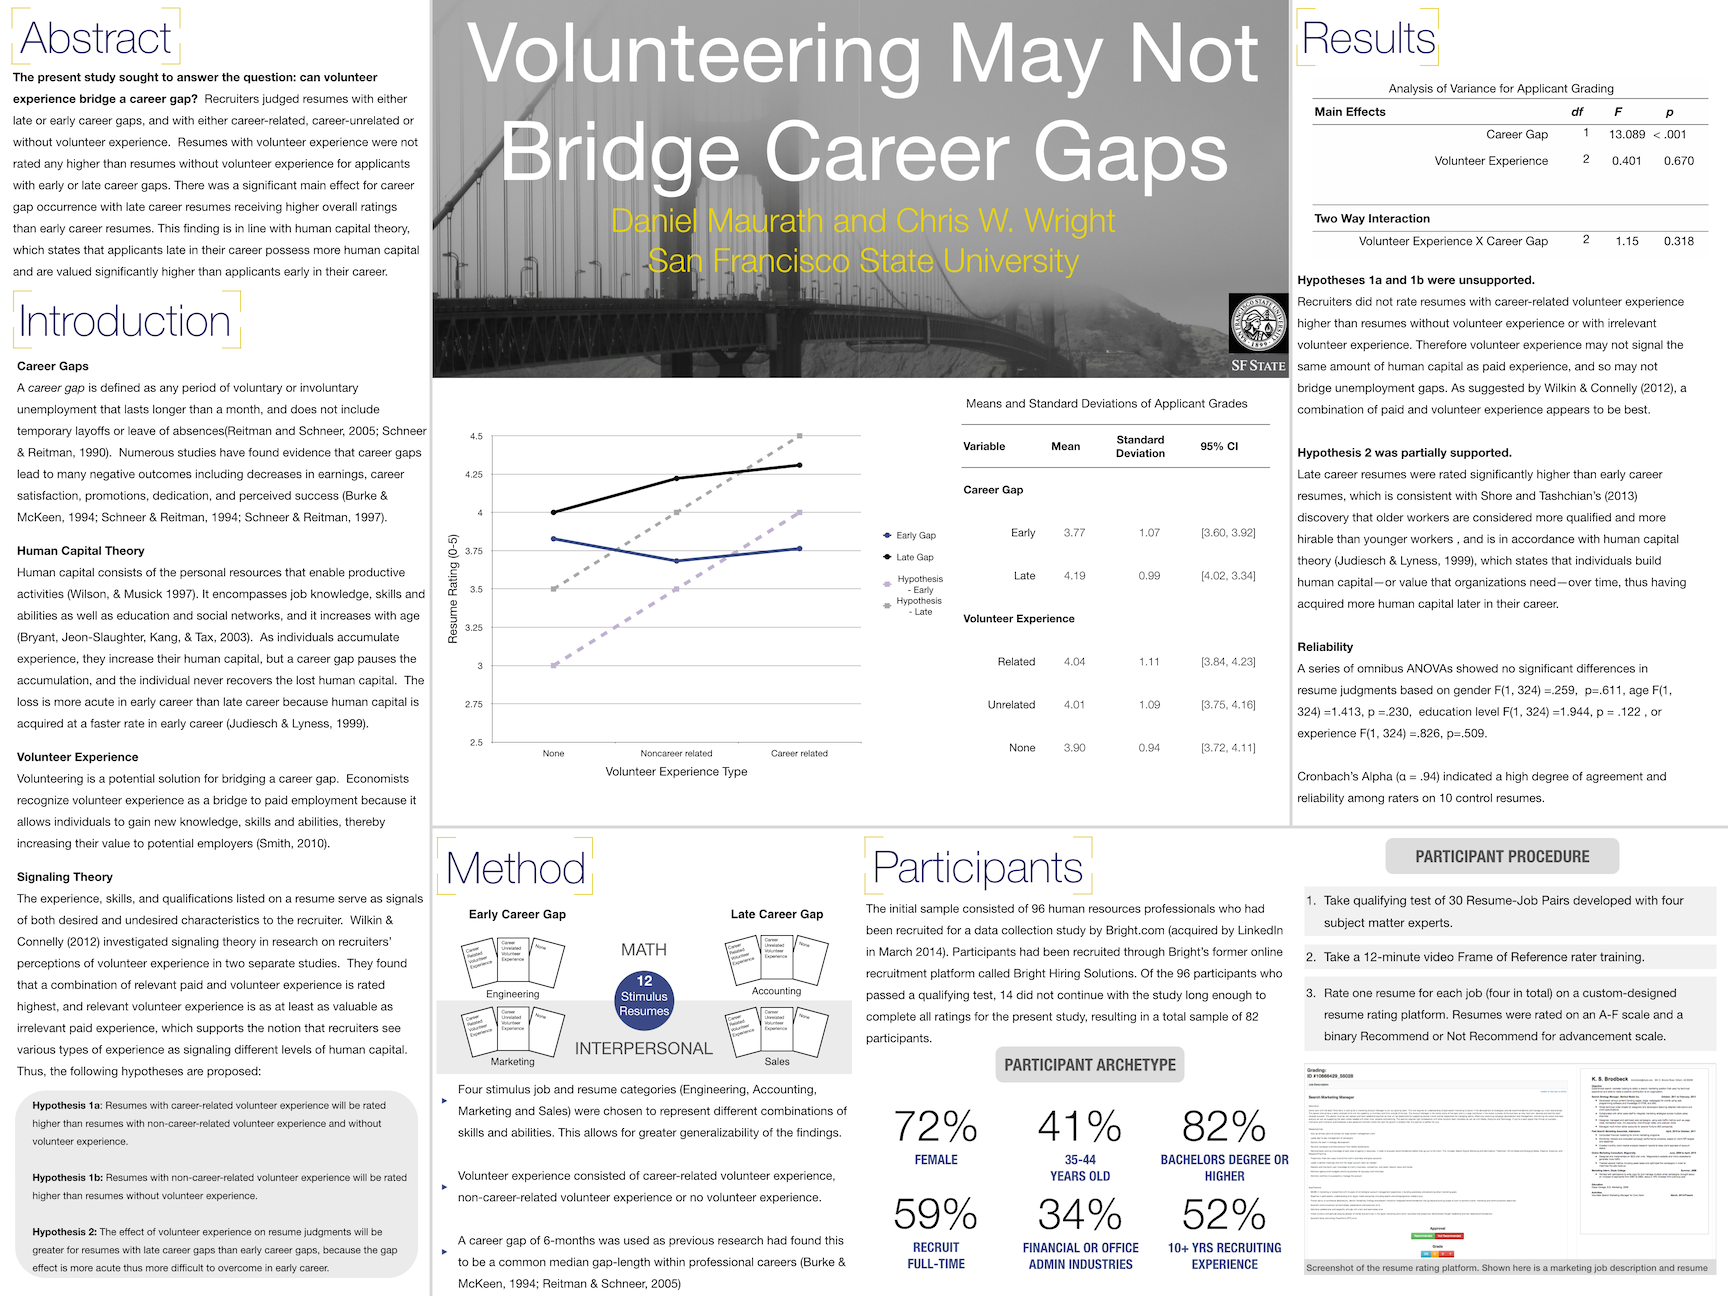 Abstract
The present study sought to answer the question: can volunteer
experience bridge a career gap?  Recruiters judged resumes with either
late or early career gaps, and with either career-related, career-unrelated or
without volunteer experience.  Resumes with volunteer experience were not
rated any higher than resumes without volunteer experience for applicants
with early or late career gaps. There was a significant main effect for career
gap occurrence with late career resumes receiving higher overall ratings
than early career resumes. This finding is in line with human capital theory,
which states that applicants late in their career possess more human capital
and are valued significantly higher than applicants early in their career.
Introduction
Career Gaps
A career gap is defined as any period of voluntary or involuntary
unemployment that lasts longer than a month, and does not include
temporary layoffs or leave of absences(Reitman and Schneer, 2005; Schneer
& Reitman, 1990).  Numerous studies have found evidence that career gaps
lead to many negative outcomes including decreases in earnings, career
satisfaction, promotions, dedication, and perceived success (Burke &
McKeen, 1994; Schneer & Reitman, 1994; Schneer & Reitman, 1997).
Human Capital Theory
Human capital consists of the personal resources that enable productive
activities (Wilson, & Musick 1997). It encompasses job knowledge, skills and
abilities as well as education and social networks, and it increases with age
(Bryant, Jeon-Slaughter, Kang, & Tax, 2003).  As individuals accumulate
experience, they increase their human capital, but a career gap pauses the
accumulation, and the individual never recovers the lost human capital.  The
loss is more acute in early career than late career because human capital is
acquired at a faster rate in early career (Judiesch & Lyness, 1999).
Volunteer Experience
Volunteering is a potential solution for bridging a career gap.  Economists
recognize volunteer experience as a bridge to paid employment because it
allows individuals to gain new knowledge, skills and abilities, thereby
increasing their value to potential employers (Smith, 2010).
Signaling Theory
The experience, skills, and qualifications listed on a resume serve as signals
of both desired and undesired characteristics to the recruiter.  Wilkin &
Connelly (2012) investigated signaling theory in research on recruiters'
perceptions of volunteer experience in two separate studies.  They found
that a combination of relevant paid and volunteer experience is rated
highest, and relevant volunteer experience is as at least as valuable as
irrelevant paid experience, which supports the notion that recruiters see
various types of experience as signaling different levels of human capital.
Thus, the following hypotheses are proposed:
Hypothesis 1a: Resumes with career-related volunteer experience will be rated
higher than resumes with non-career-related volunteer experience and without
volunteer experience.
Hypothesis 1b: Resumes with non-career-related volunteer experience will be rated
higher than resumes without volunteer experience.
Hypothesis 2: The effect of volunteer experience on resume judgments will be
greater for resumes with late career gaps than early career gaps, because the gap
effect is more acute thus more difficult to overcome in early career.
Volunteering May Not
Bridge Career Gaps
Daniel Maurath and Chris W. Wright
San Francisco State University
SF STATE
4.5
4.25
4
3.75
3.5
3.25
3
2.75
2.5
Resume Rating (0-5)
None Noncareer related Career related
Volunteer Experience Type
Early Gap
Late Gap
Hypothesis
- Early
Hypothesis
- Late
Means and Standard Deviations of Applicant Grades
Variable Mean Standard Deviation 95% CI
Career Gap
Early 3.77 1.07 [3.60, 3.92]
Late 4.19 0.99 [4.02, 3.34]
Volunteer Experience
Related 4.04 1.11 [3.84, 4.23]
Unrelated 4.01 1.09 [3.75, 4.16]
None 3.90 0.94 [3.72, 4.11]
Method
Early Career Gap Late Career Gap
Career Related Volunteer Experience
Career Unrelated Volunteer Experience
None
Engineering
Career Related Volunteer Experience
Career Unrelated Volunteer Experience
None
Accounting
MATH
12
Stimulus
Resumes
INTERPERSONAL
Career Related Volunteer Experience
Career Unrelated Volunteer Experience
None
Marketing
Career Related Volunteer Experience
Career Unrelated Volunteer Experience
None
Sales
Four stimulus job and resume categories (Engineering, Accounting,
Marketing and Sales) were chosen to represent different combinations of
skills and abilities. This allows for greater generalizability of the findings.
Volunteer experience consisted of career-related volunteer experience,
non-career-related volunteer experience or no volunteer experience.
A career gap of 6-months was used as previous research had found this
to be a common median gap-length within professional careers (Burke &
McKeen, 1994; Reitman & Schneer, 2005)
Participants
The initial sample consisted of 96 human resources professionals who had
been recruited for a data collection study by Bright.com (acquired by LinkedIn
in March 2014). Participants had been recruited through Bright's former online
recruitment platform called Bright Hiring Solutions. Of the 96 participants who
passed a qualifying test, 14 did not continue with the study long enough to
complete all ratings for the present study, resulting in a total sample of 82
participants.
PARTICIPANT ARCHETYPE
72% 41% 82%
FEMALE 35-44 YEARS OLD BACHELORS DEGREE OR HIGHER
59% 34% 52%
RECRUIT FULL-TIME FINANCIAL OR OFFICE ADMIN INDUSTRIES 10+ YRS RECRUITING EXPERIENCE
Results
Analysis of Variance for Applicant Grading
Main Effects df F p
Career Gap 1 13.089 < .001
Volunteer Experience 2 0.401 0.670
Two Way Interaction
Volunteer Experience X Career Gap 2 1.15 0.318
Hypotheses 1a and 1b were unsupported.
Recruiters did not rate resumes with career-related volunteer experience
higher than resumes without volunteer experience or with irrelevant
volunteer experience. Therefore volunteer experience may not signal the
same amount of human capital as paid experience, and so may not
bridge unemployment gaps. As suggested by Wilkin & Connelly (2012), a
combination of paid and volunteer experience appears to be best.
Hypothesis 2 was partially supported.
Late career resumes were rated significantly higher than early career
resumes, which is consistent with Shore and Tashchian's (2013)
discovery that older workers are considered more qualified and more
hirable than younger workers , and is in accordance with human capital
theory (Judiesch & Lyness, 1999), which states that individuals build
human capital—or value that organizations need—over time, thus having
acquired more human capital later in their career.
Reliability
A series of omnibus ANOVAs showed no significant differences in
resume judgments based on gender F(1, 324) =.259,  p=.611, age F(1,
324) =1.413, p =.230,  education level F(1, 324) =1.944, p = .122 , or
experience F(1, 324) =.826, p=.509.
Cronbach's Alpha (α = .94) indicated a high degree of agreement and
reliability among raters on 10 control resumes.
PARTICIPANT PROCEDURE
1. Take qualifying test of 30 Resume-Job Pairs developed with four
subject matter experts.
2. Take a 12-minute video Frame of Reference rater training.
3. Rate one resume for each job (four in total) on a custom-designed
resume rating platform. Resumes were rated on an A-F scale and a
binary Recommend or Not Recommend for advancement scale.
Grading:
Search Marketing Manager
K. S. Brodbeck
Approval
Grade
Screenshot of the resume rating platform. Shown here is a marketing job description and resume